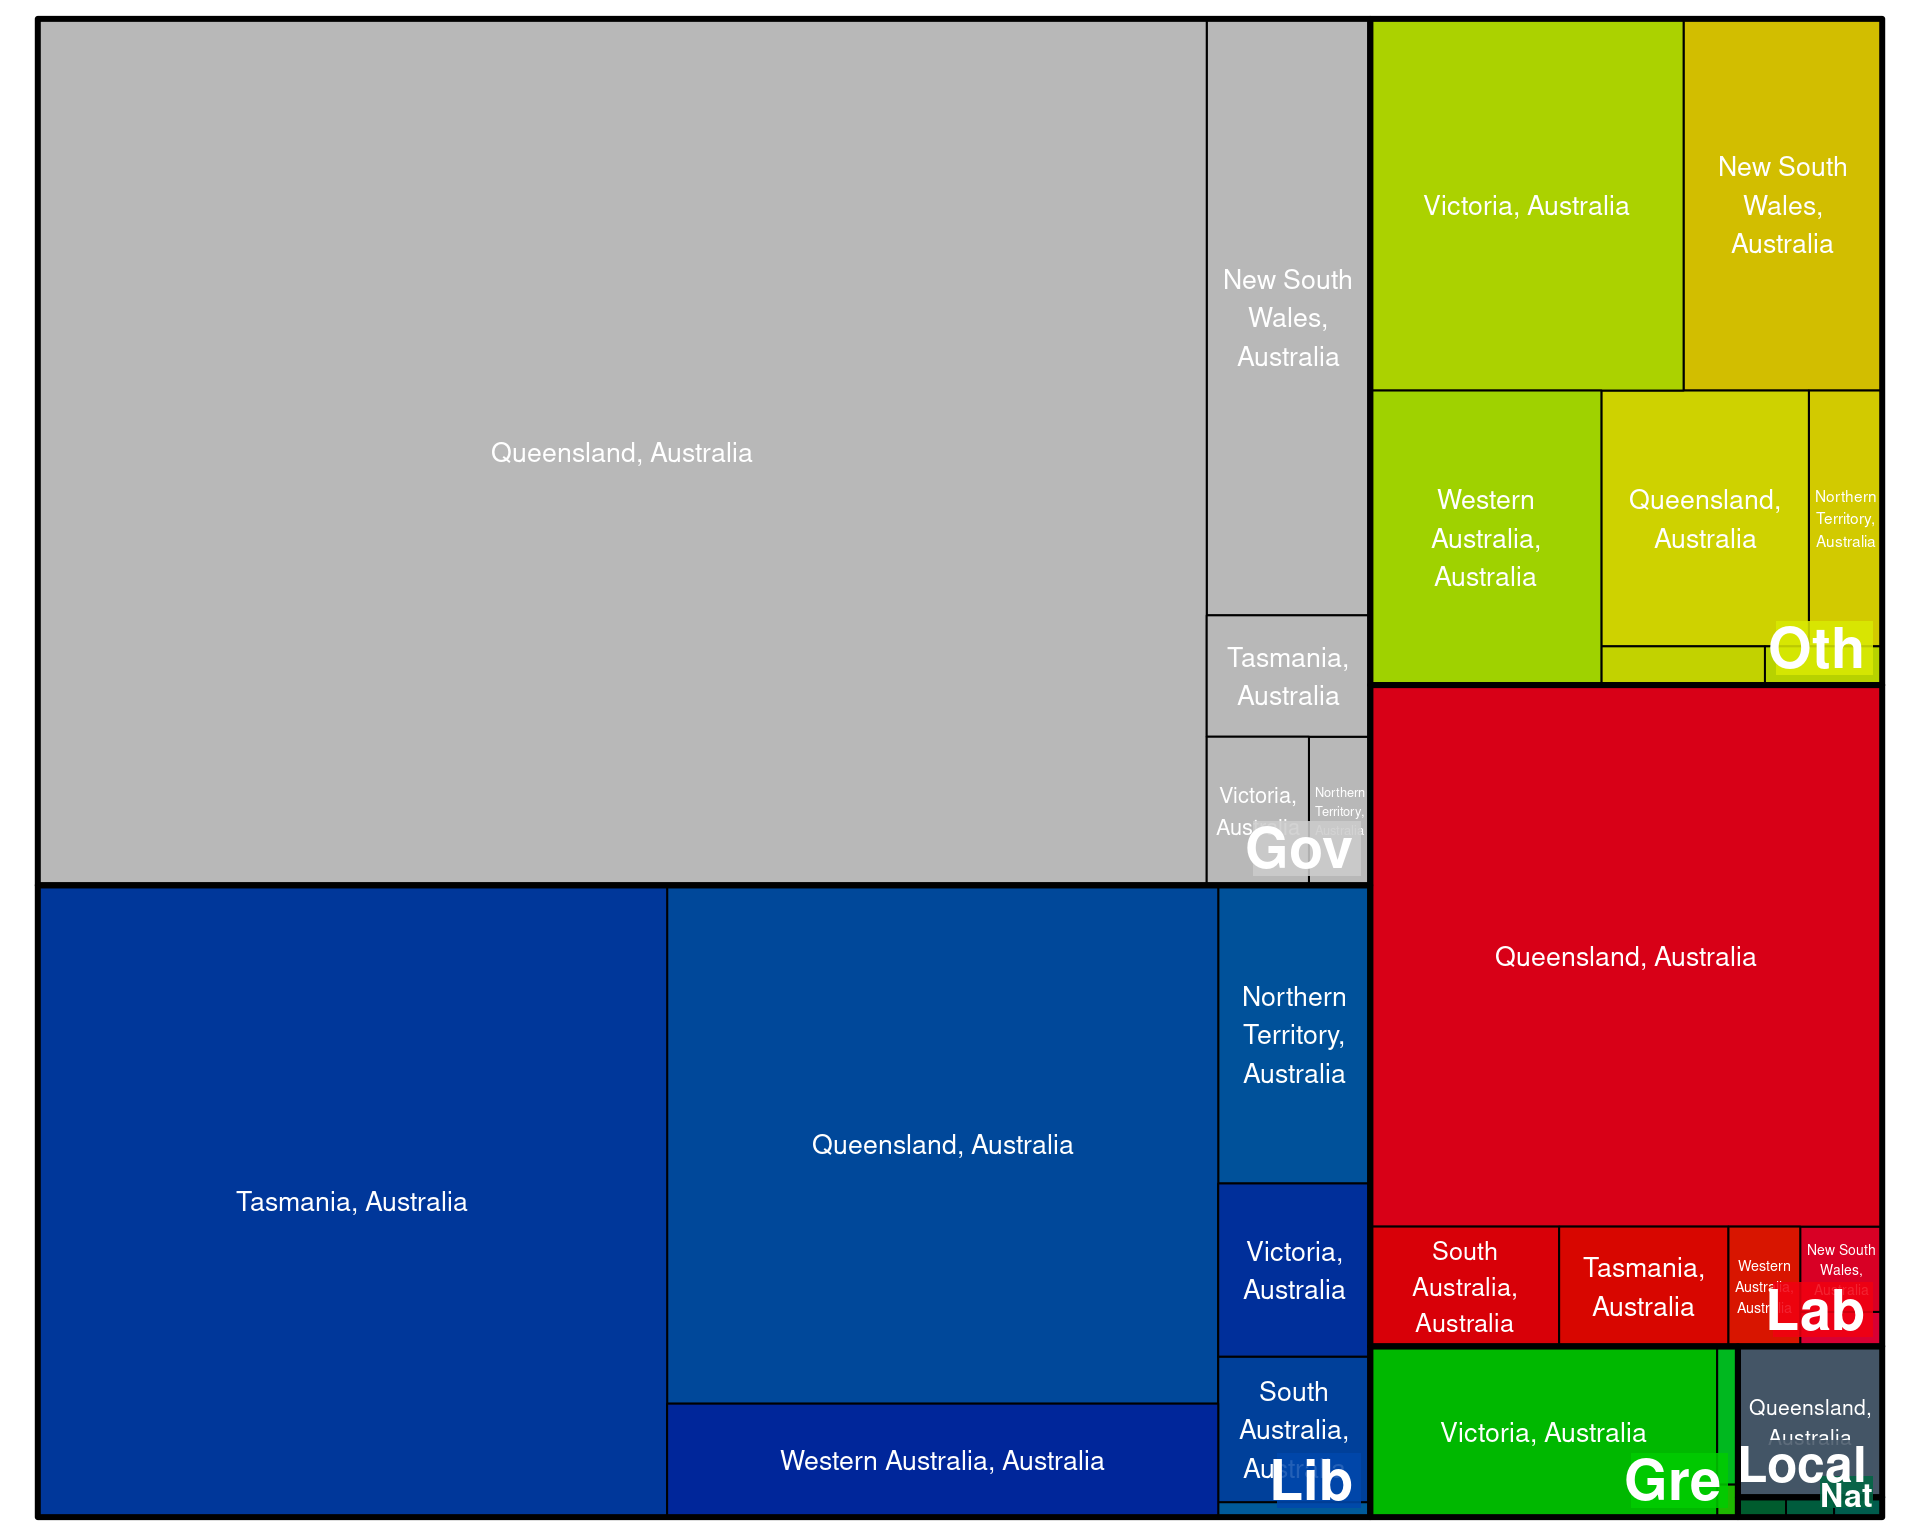 Queensland, Australia
New South
Wales,
Australia
Tasmania,
Australia
Victoria,
Australia
Northern
Territory,
Australia
Gov
Victoria, Australia
New South
Wales,
Australia
Western
Australia,
Australia
Queensland,
Australia
Northern
Territory,
Australia
Oth
Tasmania, Australia
Queensland, Australia
Western Australia, Australia
Northern
Territory,
Australia
Victoria,
Australia
South
Australia,
Australia
Lib
Queensland, Australia
South
Australia,
Australia
Tasmania,
Australia
Western
Australia,
Australia
New South
Wales,
Australia
Lab
Victoria, Australia
Gre
Queensland,
Australia
Local
Nat